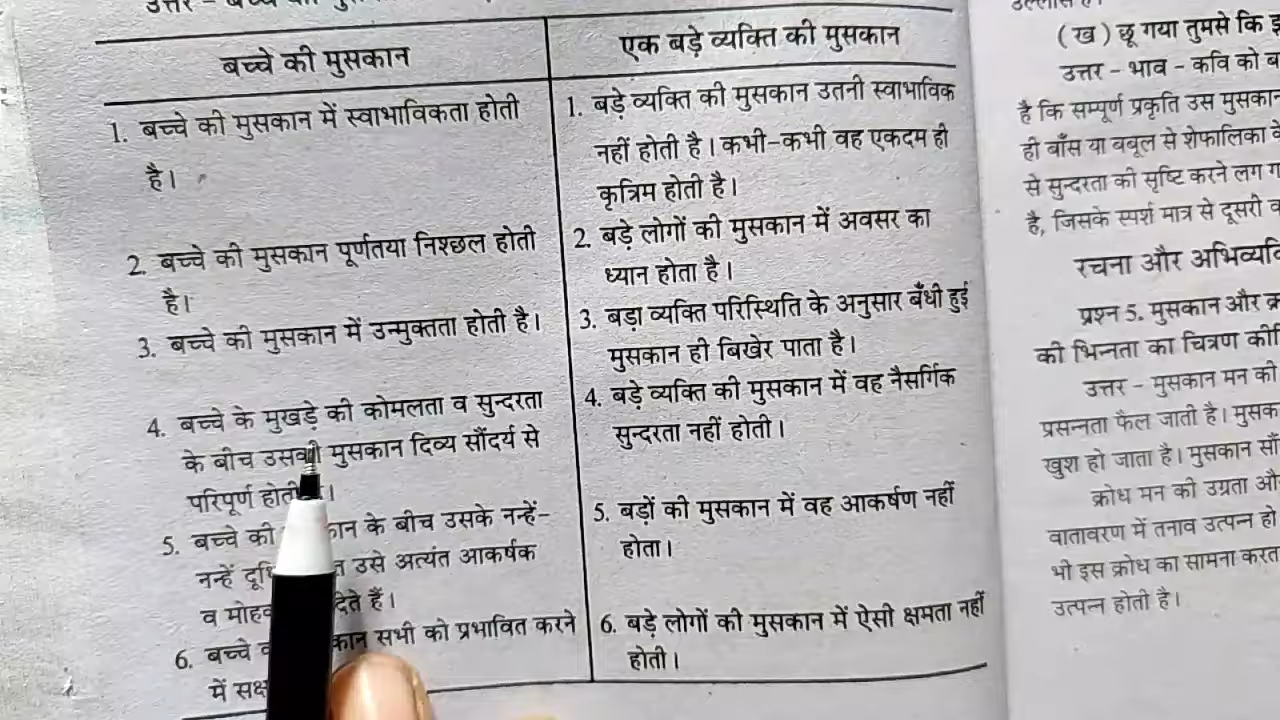 उत्तर – बच्चे की
बच्चे की मुसकान
एक बड़े व्यक्ति की मुसकान
1. बच्चे की मुसकान में स्वाभाविकता होती
है।
1. बड़े व्यक्ति की मुसकान उतनी स्वाभाविक
नहीं होती है। कभी-कभी वह एकदम ही
कृत्रिम होती है।
2. बच्चे की मुसकान पूर्णतया निश्छल होती
है।
2. बड़े लोगों की मुसकान में अवसर का
ध्यान होता है।
3. बच्चे की मुसकान में उन्मुक्तता होती है।
3. बड़ा व्यक्ति परिस्थिति के अनुसार बँधी हुई
मुसकान ही बिखेर पाता है।
4. बच्चे के मुखड़े की कोमलता व सुन्दरता
के बीच उसकी मुसकान दिव्य सौंदर्य से
परिपूर्ण होती
4. बड़े व्यक्ति की मुसकान में वह नैसर्गिक
सुन्दरता नहीं होती।
5. बच्चे की के बीच उसके नन्हें-
नन्हें उसे अत्यंत आकर्षक
व देते हैं।
5. बड़ों की मुसकान में वह आकर्षण नहीं
होता।
6. बच्चे सभी को प्रभावित करने
में
6. बड़े लोगों की मुसकान में ऐसी क्षमता नहीं
होती।
(ख) छू गया तुमसे कि
उत्तर – भाव – कवि को
है कि सम्पूर्ण प्रकृति उस मुसकान
ही बाँस या बबूल से शेफालिका के
से सुन्दरता की सृष्टि करने लग
है, जिसके स्पर्श मात्र से दूसरी
रचना और
प्रश्न 5. मुसकान और
की भिन्नता का चित्रण
उत्तर – मुसकान मन की
प्रसन्नता फैल जाती है।
खुश हो जाता है। मुसकान
क्रोध मन की उग्रता
वातावरण में तनाव उत्पन्न हो
भी इस क्रोध का सामना
उत्पन्न होती है।